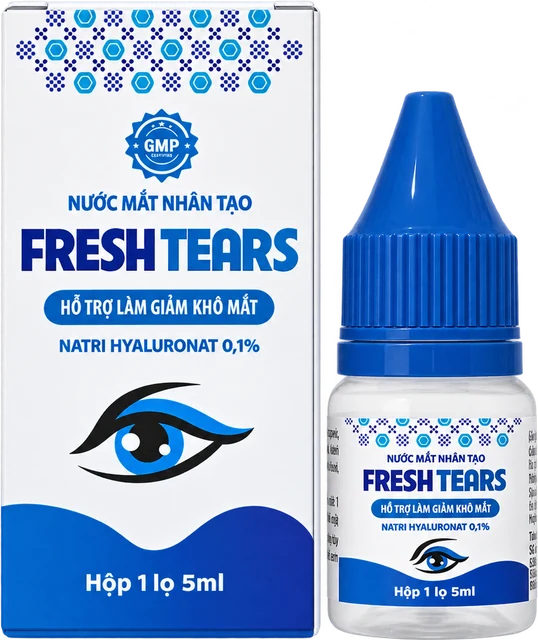 GMP
CERTIFIED
NƯỚC MẮT NHÂN TẠO
FRESH TEARS
HỖ TRỢ LÀM GIẢM KHÔ MẮT
NATRI HYALURONAT 0,1%
Hộp 1 lọ 5ml
NƯỚC MẮT NHÂN TẠO
FRESH TEARS
HỖ TRỢ LÀM GIẢM KHÔ MẮT
NATRI HYALURONAT 0,1%
Hộp 1 lọ 5ml